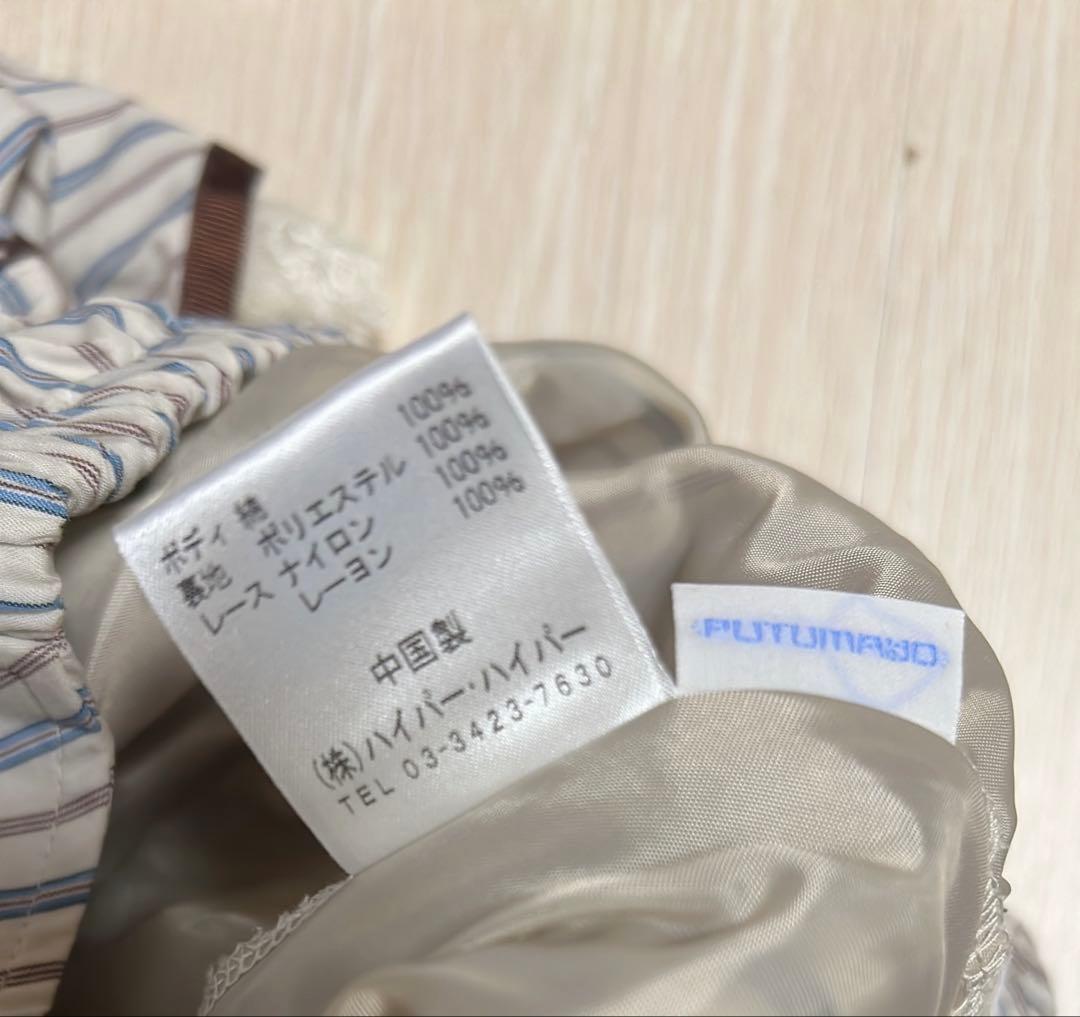 ボディ 綿 100%
裏地 ポリエステル 100%
レース ナイロン 100%
レーヨン 100%
中国製
(株)ハイパー・ハイパー
TEL 03-3423-7630
PUTUMAYO